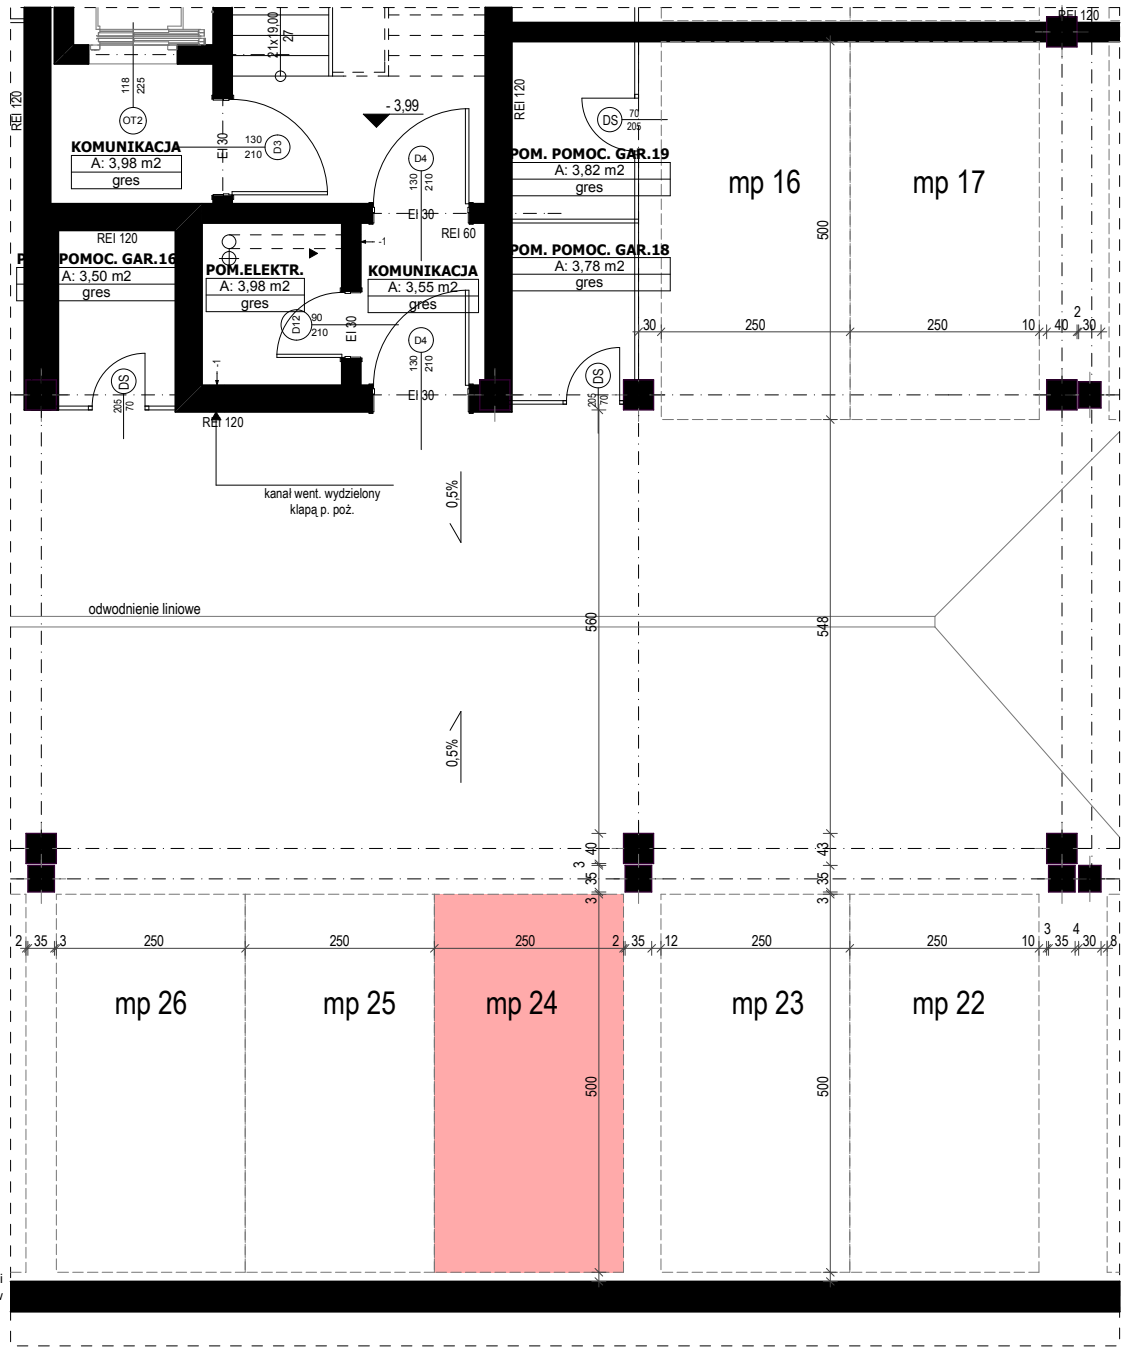 REI 120
21x19.00
27
REI 120
118
225
OT2
- 3,99
REI 120
70
205
DS
KOMUNIKACJA
A: 3,98 m2
gres
EI 30
130
210
D3
D4
130
210
EI 30
POM. POMOC. GAR.19
A: 3,82 m2
gres
mp 16
mp 17
500
REI 120
REI 60
-1
POMOC. GAR.16
A: 3,50 m2
gres
POM.ELEKTR.
A: 3,98 m2
gres
KOMUNIKACJA
A: 3,55 m2
gres
POM. POMOC. GAR.18
A: 3,78 m2
gres
D12
90
210
EI 30
D4
130
210
EI 30
30
250
250
10
40
2
30
-1
DS
205
70
DS
205
70
REI 120
kanał went. wydzielony
klapą p. poż.
0,5%
odwodnienie liniowe
560
548
0,5%
40
3
35
3
43
35
3
2
35
3
250
250
250
2
35
12
250
250
10
3
35
4
30
8
mp 26
mp 25
mp 24
mp 23
mp 22
500
500